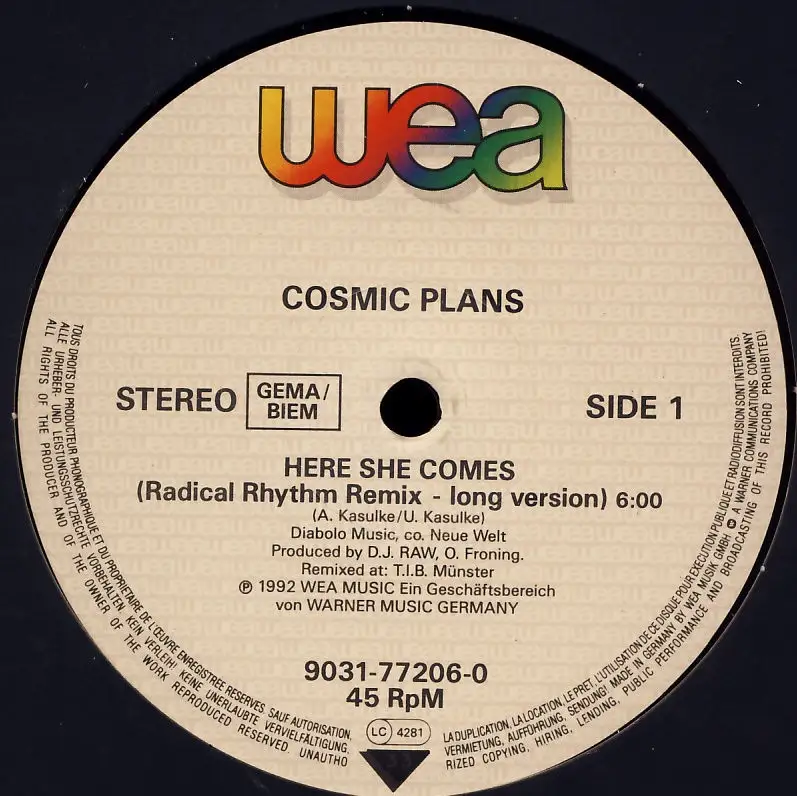 wea
COSMIC PLANS
STEREO
GEMA/
BIEM
SIDE 1
HERE SHE COMES
(Radical Rhythm Remix - long version) 6:00
(A. Kasulke/U. Kasulke)
Diabolo Music, co. Neue Welt
Produced by D.J. RAW, O. Froning.
Remixed at: T.I.B. Münster
℗ 1992 WEA MUSIC Ein Geschäftsbereich
von WARNER MUSIC GERMANY
9031-77206-0
45 RpM
LC 4281
TOUS DROITS DU PRODUCTEUR PHONOGRAPHIQUE ET DU PROPRIETAIRE DE L'ŒUVRE ENREGISTREE RESERVES. SAUF AUTORISATION,
LA DUPLICATION, LA LOCATION, LE PRET, L'UTILISATION DE CE DISQUE POUR EXECUTION PUBLIQUE ET RADIODIFFUSION SONT INTERDITS.
ALLE URHEBER- UND LEISTUNGSSCHUTZRECHTE VORBEHALTEN. KEIN VERLEIH! KEINE UNERLAUBTE VERVIELFÄLTIGUNG,
VERMIETUNG, AUFFÜHRUNG, SENDUNG! MADE IN GERMANY BY WEA MUSIK GMBH A WARNER COMMUNICATIONS COMPANY
ALL RIGHTS OF THE PRODUCER AND OF THE OWNER OF THE WORK REPRODUCED RESERVED. UNAUTHO
RIZED COPYING, HIRING, LENDING, PUBLIC PERFORMANCE AND BROADCASTING OF THIS RECORD PROHIBITED!